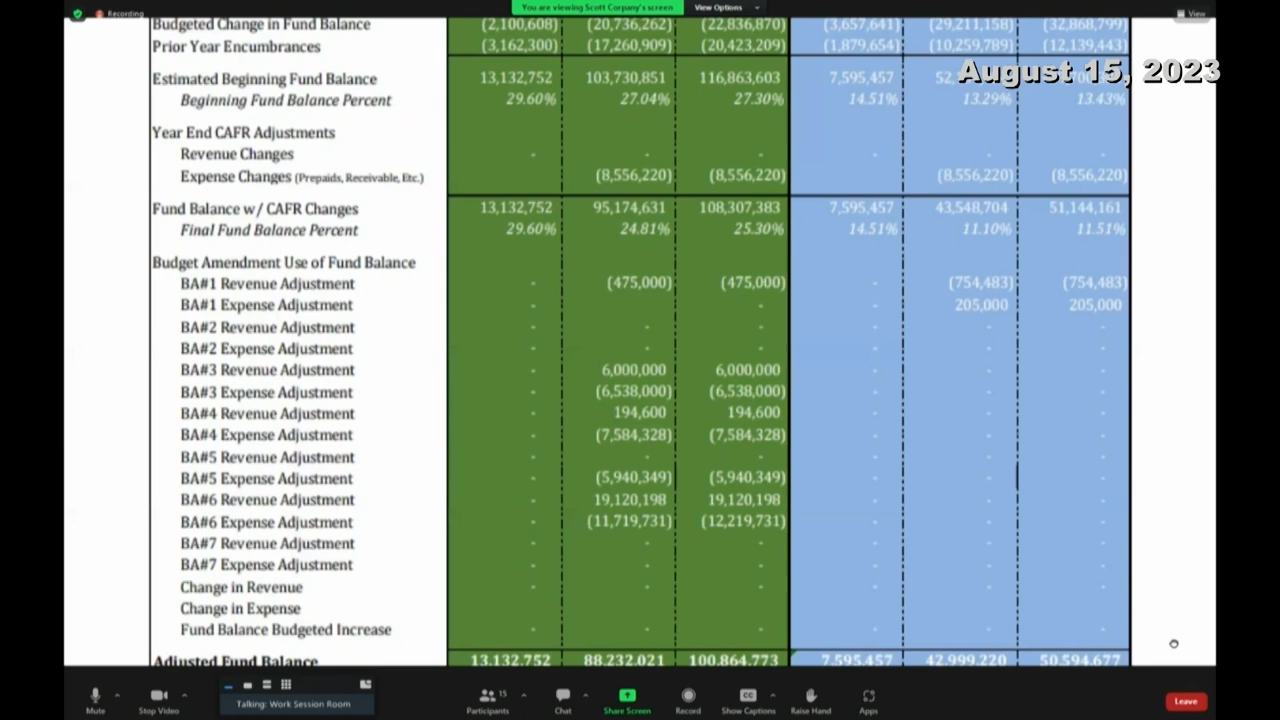 Recording
You are viewing Scott Corpany's screen View Options
View
Budgeted Change in Fund Balance (2,100,608) (20,736,262) (22,836,870) (3,657,641) (29,211,158) (32,868,799)
Prior Year Encumbrances (3,162,300) (17,260,909) (20,423,209) (1,879,654) (10,259,789) (12,139,443)
August 15, 2023
Estimated Beginning Fund Balance 13,132,752 103,730,851 116,863,603 7,595,457
Beginning Fund Balance Percent 29.60% 27.04% 27.30% 14.51% 13.29% 13.43%
Year End CAFR Adjustments
Revenue Changes - - - - - -
Expense Changes (Prepaids, Receivable, Etc.) (8,556,220) (8,556,220) (8,556,220) (8,556,220)
Fund Balance w/ CAFR Changes 13,132,752 95,174,631 108,307,383 7,595,457 43,548,704 51,144,161
Final Fund Balance Percent 29.60% 24.81% 25.30% 14.51% 11.10% 11.51%
Budget Amendment Use of Fund Balance
BA#1 Revenue Adjustment - (475,000) (475,000) - (754,483) (754,483)
BA#1 Expense Adjustment - - - - 205,000 205,000
BA#2 Revenue Adjustment - - - - - -
BA#2 Expense Adjustment - - - - - -
BA#3 Revenue Adjustment - 6,000,000 6,000,000 - - -
BA#3 Expense Adjustment - (6,538,000) (6,538,000) - - -
BA#4 Revenue Adjustment - 194,600 194,600 - - -
BA#4 Expense Adjustment - (7,584,328) (7,584,328) - - -
BA#5 Revenue Adjustment - - - - - -
BA#5 Expense Adjustment - (5,940,349) (5,940,349) - - -
BA#6 Revenue Adjustment - 19,120,198 19,120,198 - - -
BA#6 Expense Adjustment - (11,719,731) (12,219,731) - - -
BA#7 Revenue Adjustment - - - - - -
BA#7 Expense Adjustment - - - - - -
Change in Revenue - - - - - -
Change in Expense
Fund Balance Budgeted Increase - - - - - -
Adjusted Fund Balance 13,132,752 88,232,021 100,864,773 7,595,457 42,999,220 50,594,677
Talking: Work Session Room
Mute
Stop Video
Participants 15
Chat
Share Screen
Record
CC
Show Captions
Raise Hand
Apps
Leave